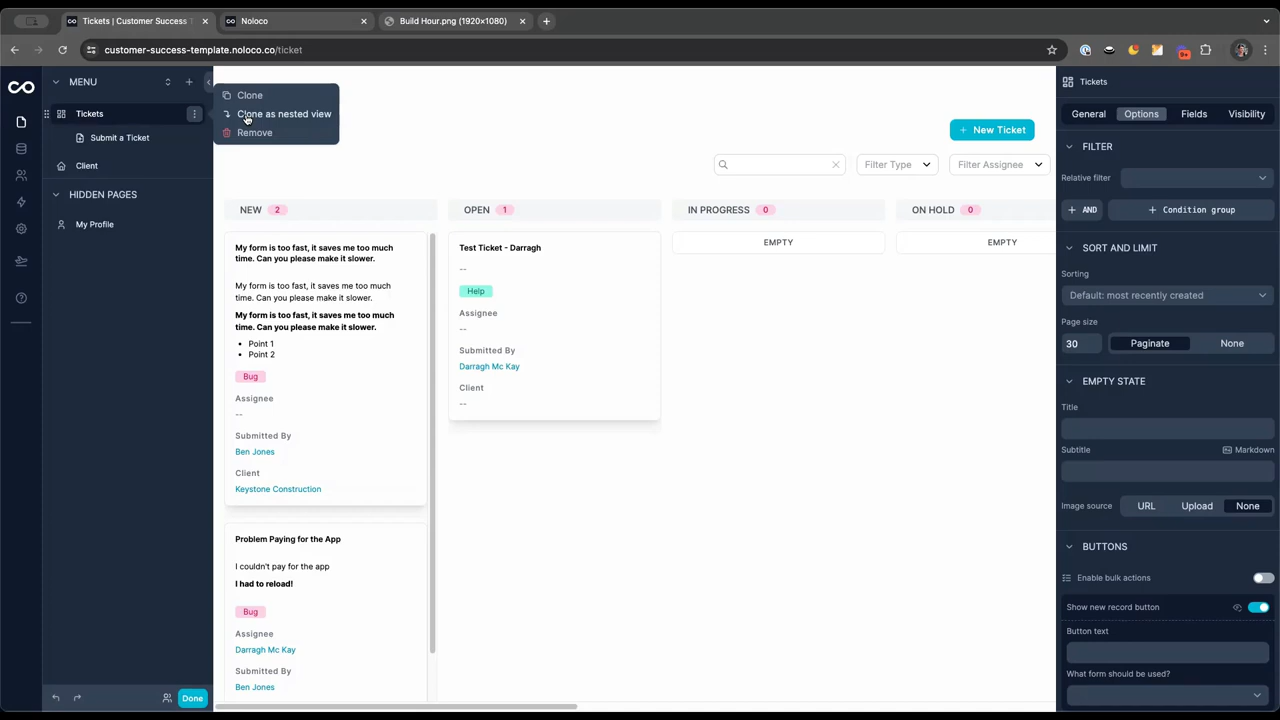 Tickets | Customer Success T
Noloco
Build Hour.png (1920×1080)
customer-success-template.noloco.co/ticket
9+
MENU
Tickets
Submit a Ticket
Client
HIDDEN PAGES
My Profile
Done
Clone
Clone as nested view
Remove
New Ticket
Filter Type
Filter Assignee
NEW 2
My form is too fast, it saves me too much
time. Can you please make it slower.
My form is too fast, it saves me too much
time. Can you please make it slower.
My form is too fast, it saves me too much
time. Can you please make it slower.
• Point 1
• Point 2
Bug
Assignee
--
Submitted By
Ben Jones
Client
Keystone Construction
Problem Paying for the App
I couldn't pay for the app
I had to reload!
Bug
Assignee
Darragh Mc Kay
Submitted By
Ben Jones
OPEN 1
Test Ticket - Darragh
--
Help
Assignee
--
Submitted By
Darragh Mc Kay
Client
--
IN PROGRESS 0
EMPTY
ON HOLD 0
EMPTY
Tickets
General Options Fields Visibility
FILTER
Relative filter
+ AND + Condition group
SORT AND LIMIT
Sorting
Default: most recently created
Page size
30 Paginate None
EMPTY STATE
Title
Subtitle Markdown
Image source URL Upload None
BUTTONS
Enable bulk actions
Show new record button
Button text
What form should be used?